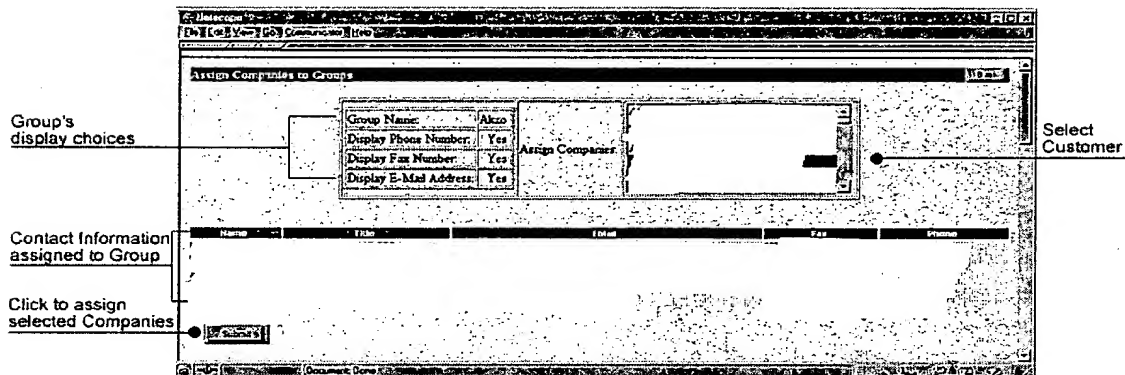 Netscape
File Edit View Go Communicator Help
Assign Companies to Groups
Group's
display choices
Group Name: Akzo
Display Phone Number: Yes
Display Fax Number: Yes
Display E-Mail Address: Yes
Assign Companies:
Select
Customer
Name Title EMail Fax Phone
Contact Information
assigned to Group
Click to assign
selected Companies
Submit
Document: Done